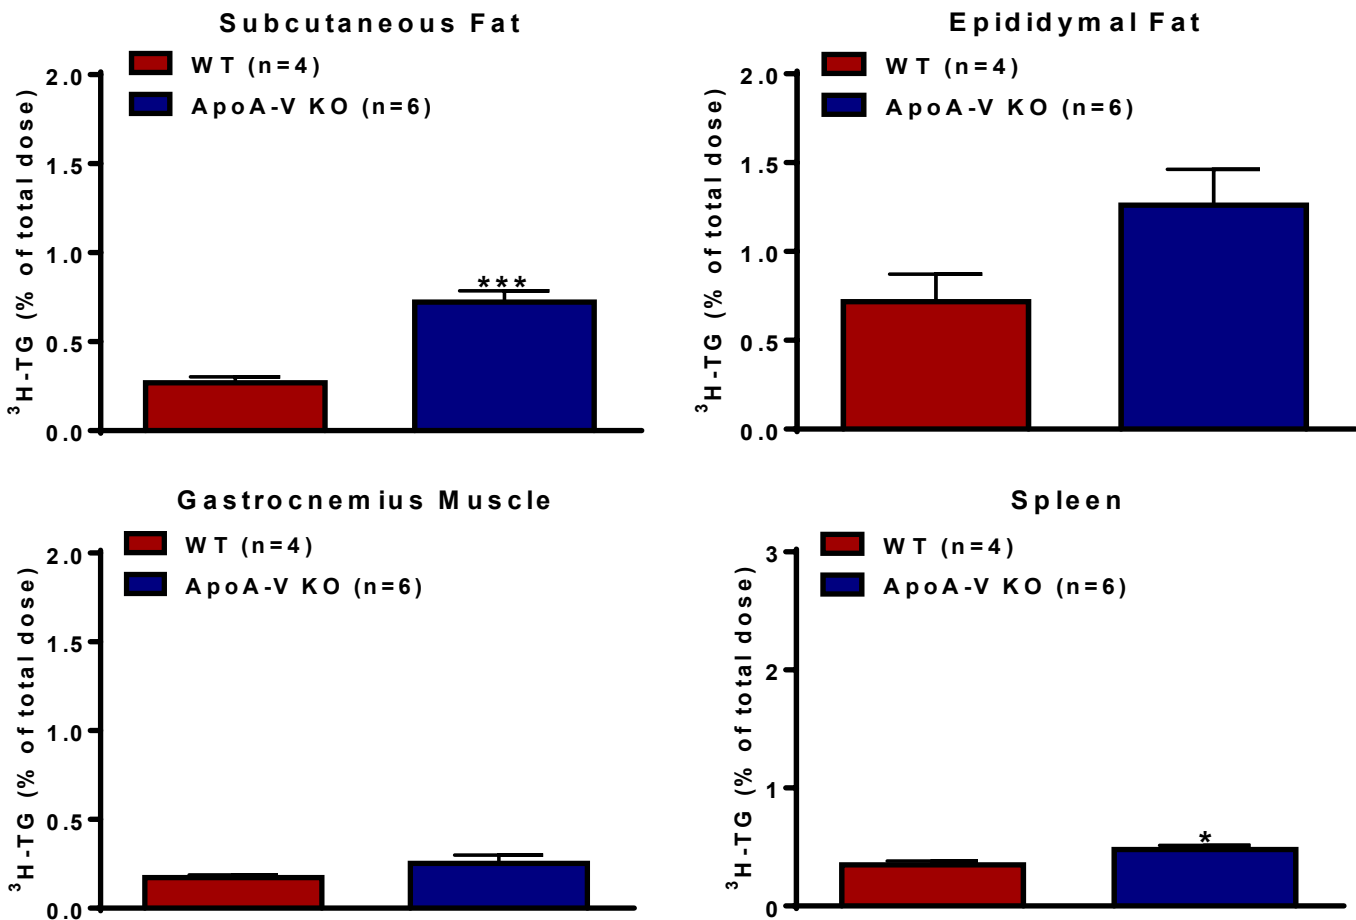 Subcutaneous Fat
WT (n=4)
ApoA-V KO (n=6)
³H-TG (% of total dose)
2.0
1.5
1.0
0.5
0.0
***
Epididymal Fat
WT (n=4)
ApoA-V KO (n=6)
³H-TG (% of total dose)
2.0
1.5
1.0
0.5
0.0
Gastrocnemius Muscle
WT (n=4)
ApoA-V KO (n=6)
³H-TG (% of total dose)
2.0
1.5
1.0
0.5
0.0
Spleen
WT (n=4)
ApoA-V KO (n=6)
³H-TG (% of total dose)
3
2
1
0
*